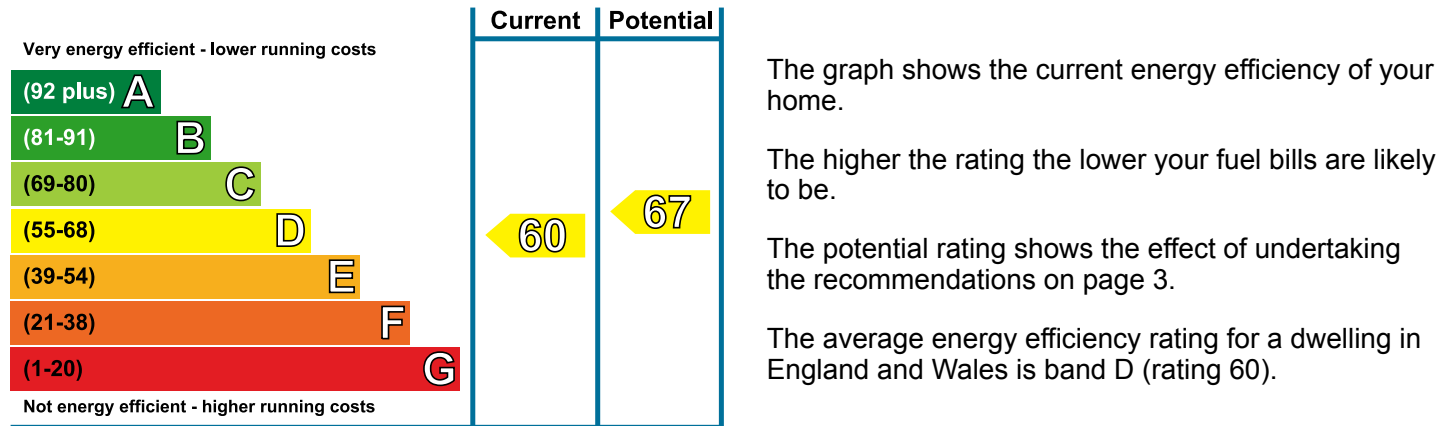 Current Potential
Very energy efficient - lower running costs
(92 plus) A
(81-91) B
(69-80) C
(55-68) D
(39-54) E
(21-38) F
(1-20) G
Not energy efficient - higher running costs
60
67
The graph shows the current energy efficiency of your
home.
The higher the rating the lower your fuel bills are likely
to be.
The potential rating shows the effect of undertaking
the recommendations on page 3.
The average energy efficiency rating for a dwelling in
England and Wales is band D (rating 60).